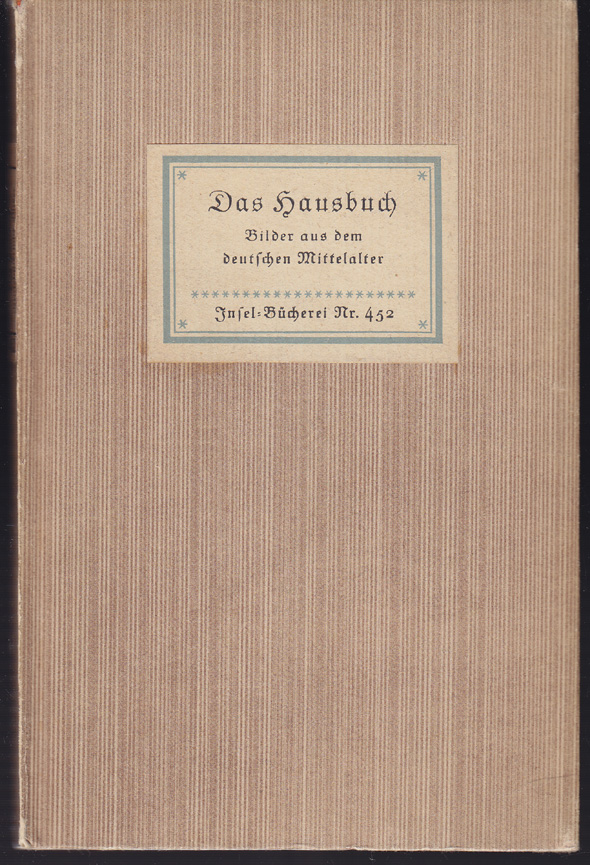 Das Hausbuch
Bilder aus dem
deutſchen Mittelalter
Inſel-Bücherei Nr. 452